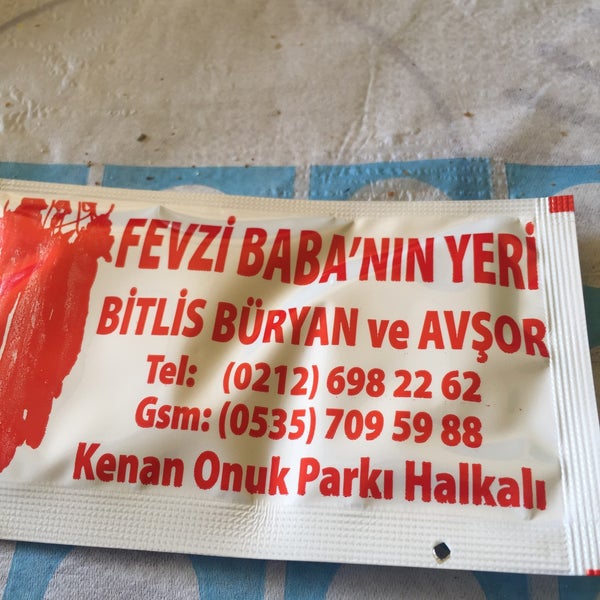 FEVZİ BABA'NIN YERİ
BİTLİS BÜRYAN ve AVŞOR
Tel: (0212) 698 22 62
Gsm: (0535) 709 59 88
Kenan Onuk Parkı Halkalı